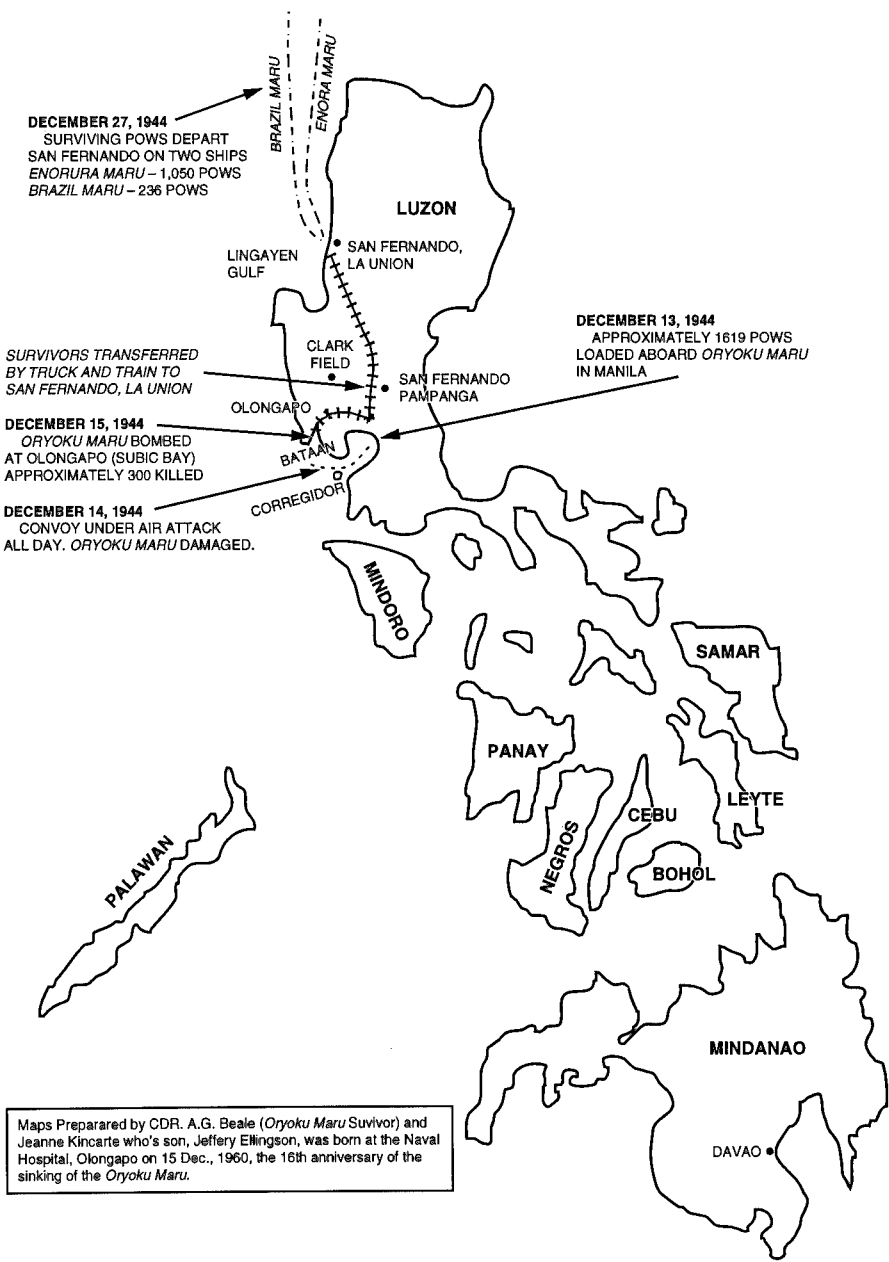 BRAZIL MARU
ENORA MARU
DECEMBER 27, 1944
SURVIVING POWS DEPART
SAN FERNANDO ON TWO SHIPS
ENORURA MARU – 1,050 POWS
BRAZIL MARU – 236 POWS
LUZON
LINGAYEN
GULF
SAN FERNANDO,
LA UNION
DECEMBER 13, 1944
APPROXIMATELY 1619 POWS
LOADED ABOARD ORYOKU MARU
IN MANILA
SURVIVORS TRANSFERRED
BY TRUCK AND TRAIN TO
SAN FERNANDO, LA UNION
CLARK
FIELD
SAN FERNANDO
PAMPANGA
OLONGAPO
DECEMBER 15, 1944
ORYOKU MARU BOMBED
AT OLONGAPO (SUBIC BAY)
APPROXIMATELY 300 KILLED
BATAAN
CORREGIDOR
DECEMBER 14, 1944
CONVOY UNDER AIR ATTACK
ALL DAY. ORYOKU MARU DAMAGED.
MINDORO
SAMAR
PANAY
LEYTE
CEBU
NEGROS
BOHOL
PALAWAN
MINDANAO
DAVAO
Maps Preparared by CDR. A.G. Beale (Oryoku Maru Suvivor) and
Jeanne Kincarte who's son, Jeffery Ellingson, was born at the Naval
Hospital, Olongapo on 15 Dec., 1960, the 16th anniversary of the
sinking of the Oryoku Maru.